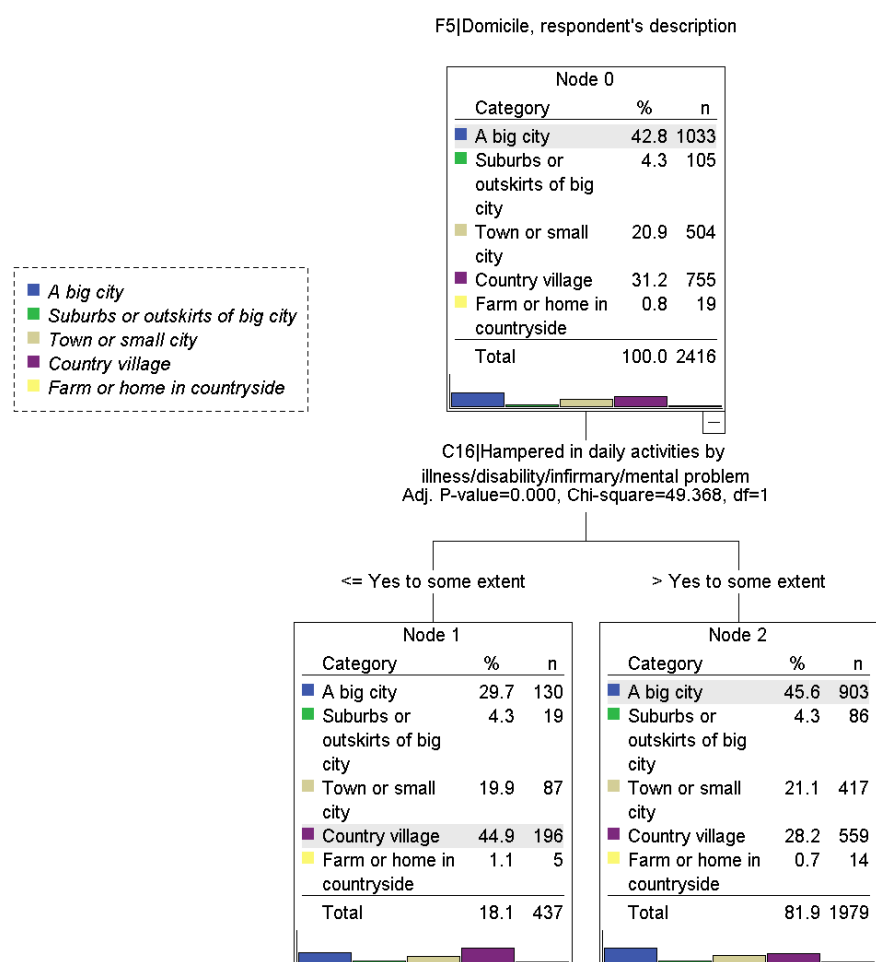 F5|Domicile, respondent's description
Node 0
Category % n
A big city 42.8 1033
Suburbs or 4.3 105
outskirts of big
city
Town or small 20.9 504
city
Country village 31.2 755
Farm or home in 0.8 19
countryside
Total 100.0 2416
A big city
Suburbs or outskirts of big city
Town or small city
Country village
Farm or home in countryside
C16|Hampered in daily activities by
illness/disability/infirmary/mental problem
Adj. P-value=0.000, Chi-square=49.368, df=1
<= Yes to some extent
> Yes to some extent
Node 1
Category % n
A big city 29.7 130
Suburbs or 4.3 19
outskirts of big
city
Town or small 19.9 87
city
Country village 44.9 196
Farm or home in 1.1 5
countryside
Total 18.1 437
Node 2
Category % n
A big city 45.6 903
Suburbs or 4.3 86
outskirts of big
city
Town or small 21.1 417
city
Country village 28.2 559
Farm or home in 0.7 14
countryside
Total 81.9 1979